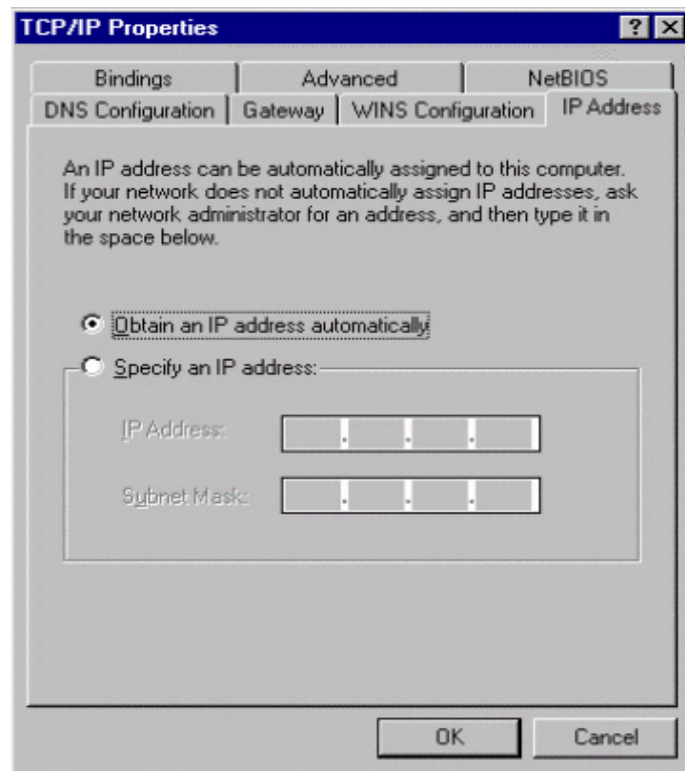 TCP/IP Properties
Bindings Advanced NetBIOS
DNS Configuration Gateway WINS Configuration IP Address
An IP address can be automatically assigned to this computer.
If your network does not automatically assign IP addresses, ask
your network administrator for an address, and then type it in
the space below.
Obtain an IP address automatically
Specify an IP address:
IP Address:
Subnet Mask:
OK Cancel